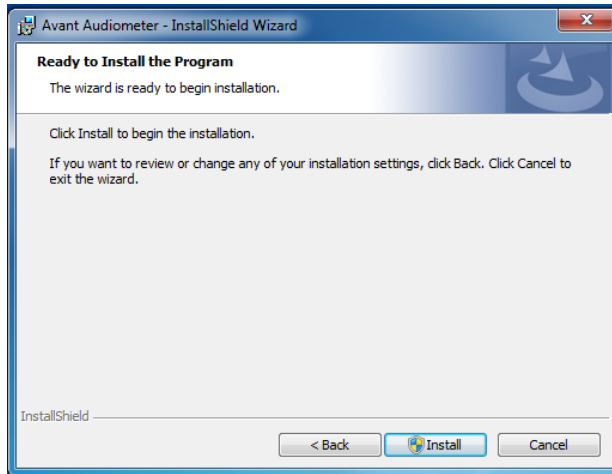 Avant Audiometer - InstallShield Wizard
Ready to Install the Program
The wizard is ready to begin installation.
Click Install to begin the installation.
If you want to review or change any of your installation settings, click Back. Click Cancel to
exit the wizard.
InstallShield
< Back Install Cancel